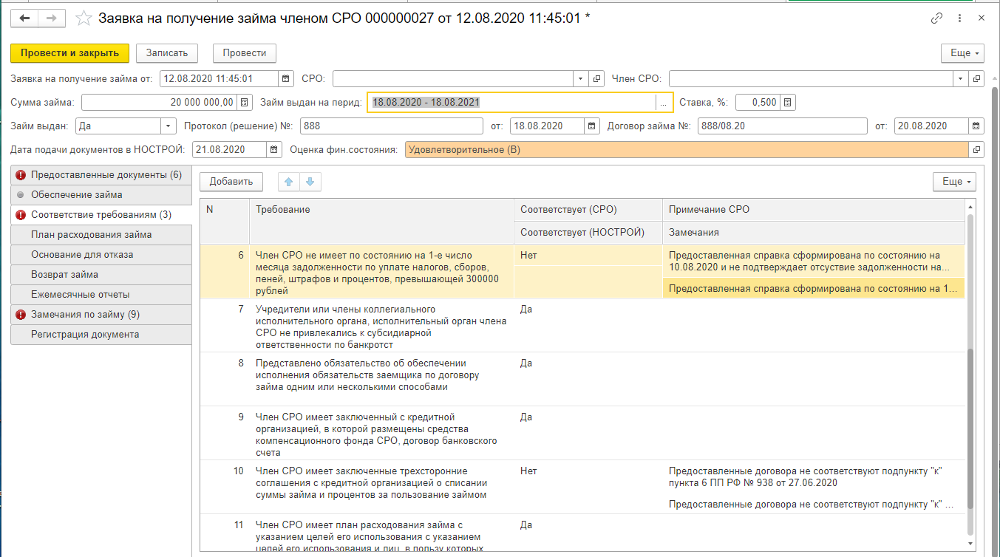 Заявка на получение займа членом СРО 000000027 от 12.08.2020 11:45:01 *
Провести и закрыть Записать Провести Еще
Заявка на получение займа от: 12.08.2020 11:45:01 СРО: Член СРО:
Сумма займа: 20 000 000,00 Займ выдан на перид: 18.08.2020 - 18.08.2021 ... Ставка, %: 0,500
Займ выдан: Да Протокол (решение) №: 888 от: 18.08.2020 Договор займа №: 888/08.20 от: 20.08.2020
Дата подачи документов в НОСТРОЙ: 21.08.2020 Оценка фин.состояния: Удовлетворительное (B)
Предоставленные документы (6)
Обеспечение займа
Соответствие требованиям (3)
План расходования займа
Основание для отказа
Возврат займа
Ежемесячные отчеты
Замечания по займу (9)
Регистрация документа
Добавить Еще
N Требование Соответствует (СРО) Примечание СРО
Соответствует (НОСТРОЙ) Замечания
6 Член СРО не имеет по состоянию на 1-е число Нет Предоставленная справка сформирована по состоянию на
месяца задолженности по уплате налогов, сборов, 10.08.2020 и не подтверждает отсуствие задолженности на...
пеней, штрафов и процентов, превышающей 300000
рублей Предоставленная справка сформирована по состоянию на 1...
7 Учредители или члены коллегиального Да
исполнительного органа, исполнительный орган члена
СРО не привлекались к субсидиарной
ответственности по банкротст
8 Представлено обязательство об обеспечении Да
исполнения обязательств заемщика по договору
займа одним или несколькими способами
9 Член СРО имеет заключенный с кредитной Да
организацией, в которой размещены средства
компенсационного фонда СРО, договор банковского
счета
10 Член СРО имеет заключенные трехсторонние Нет Предоставленные договора не соответствуют подпункту "к"
соглашения с кредитной организацией о списании пункта 6 ПП РФ № 938 от 27.06.2020
суммы займа и процентов за пользование займом
Предоставленные договора не соответствуют подпункту "к" ...
11 Член СРО имеет план расходования займа с Да
указанием целей его использования с указанием
целей его использования и лиц, в пользу которых